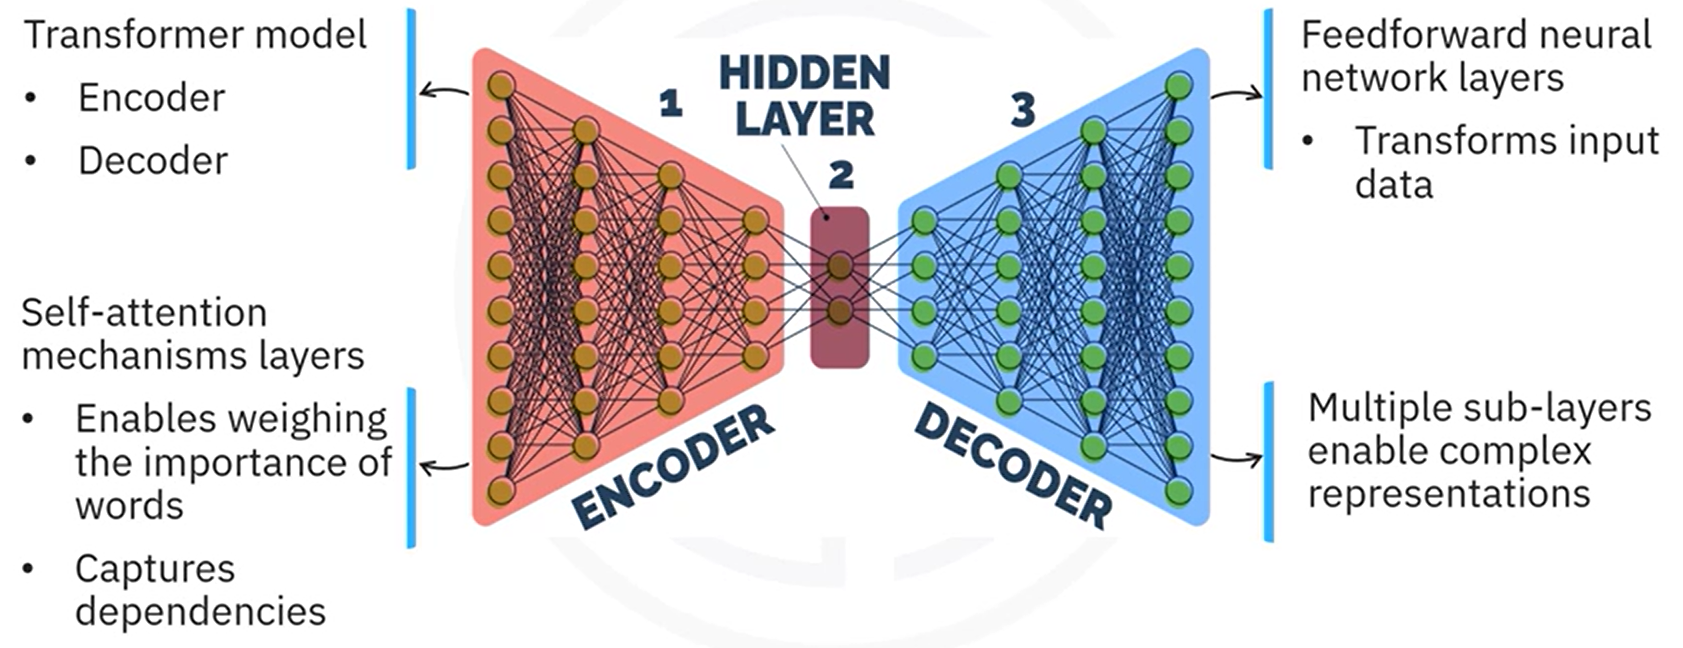 Transformer model
• Encoder
• Decoder
Self-attention
mechanisms layers
• Enables weighing
the importance of
words
• Captures
dependencies
1
HIDDEN
LAYER
2
3
ENCODER
DECODER
Feedforward neural
network layers
• Transforms input
data
Multiple sub-layers
enable complex
representations